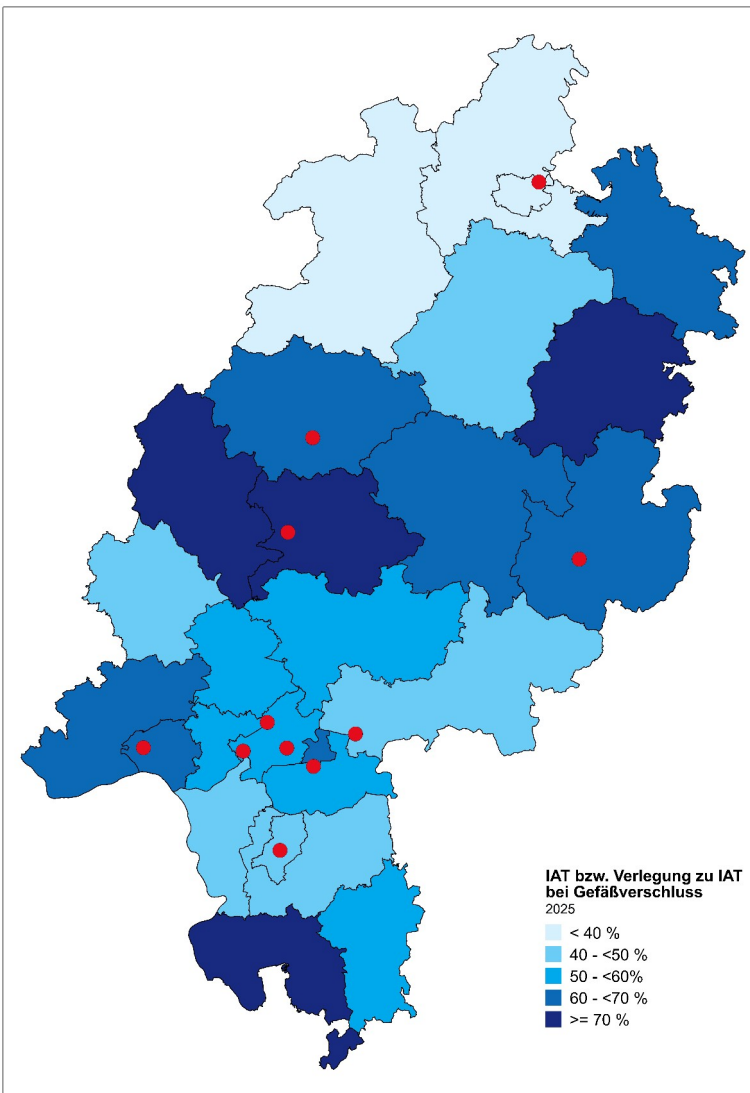 IAT bzw. Verlegung zu IAT
bei Gefäßverschluss
2025
< 40 %
40 - <50 %
50 - <60%
60 - <70 %
>= 70 %